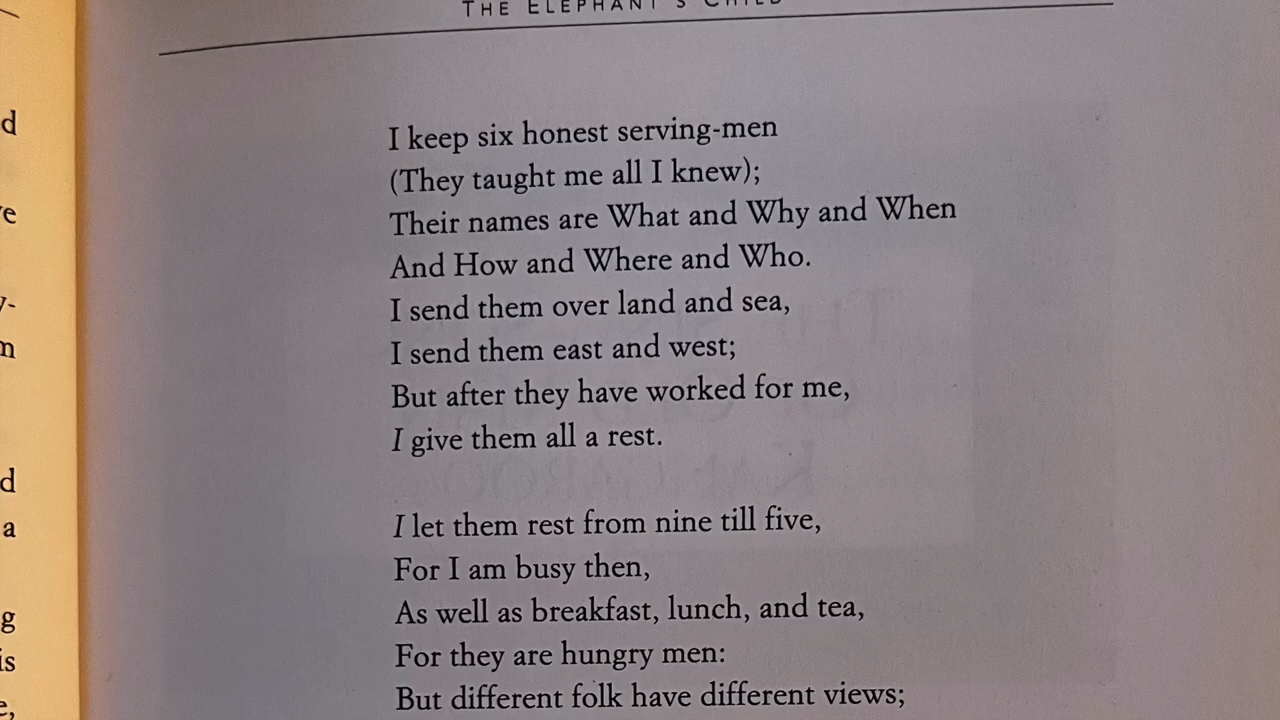 THE ELEPHANT'S CHILD
I keep six honest serving-men
(They taught me all I knew);
Their names are What and Why and When
And How and Where and Who.
I send them over land and sea,
I send them east and west;
But after they have worked for me,
I give them all a rest.
I let them rest from nine till five,
For I am busy then,
As well as breakfast, lunch, and tea,
For they are hungry men:
But different folk have different views;